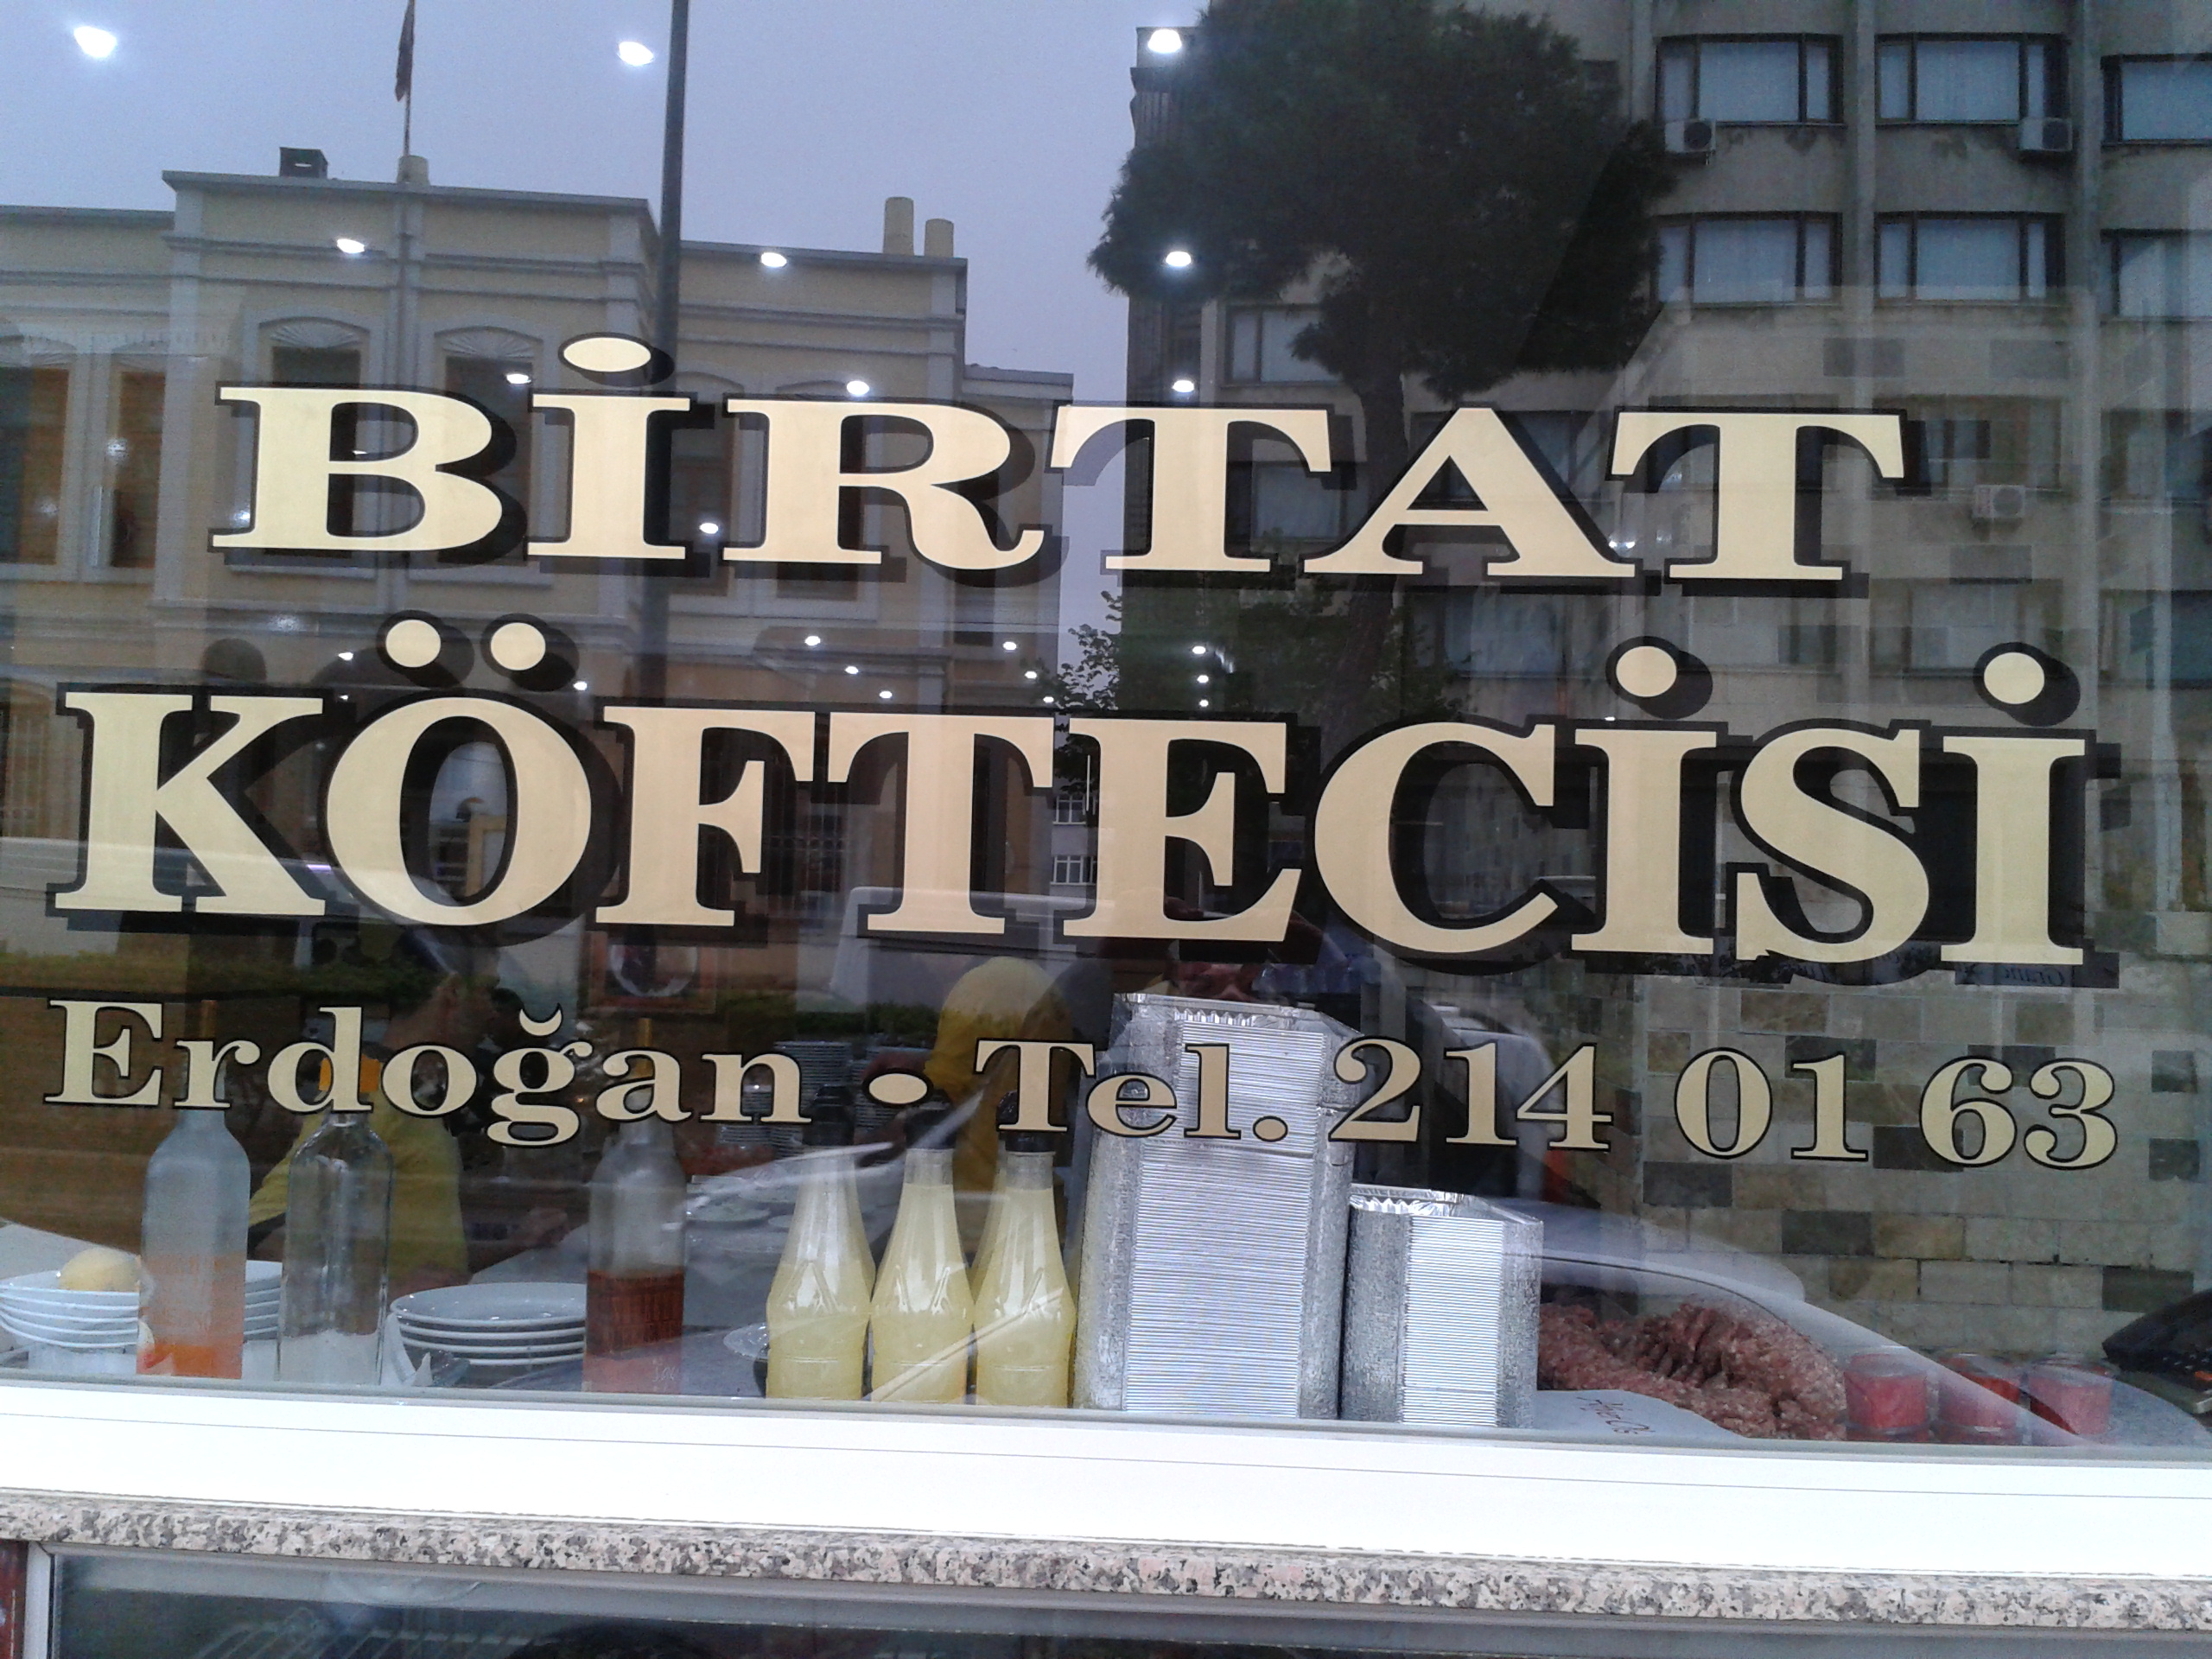 BİRTAT
KÖFTECİSİ
Erdoğan • Tel. 214 01 63